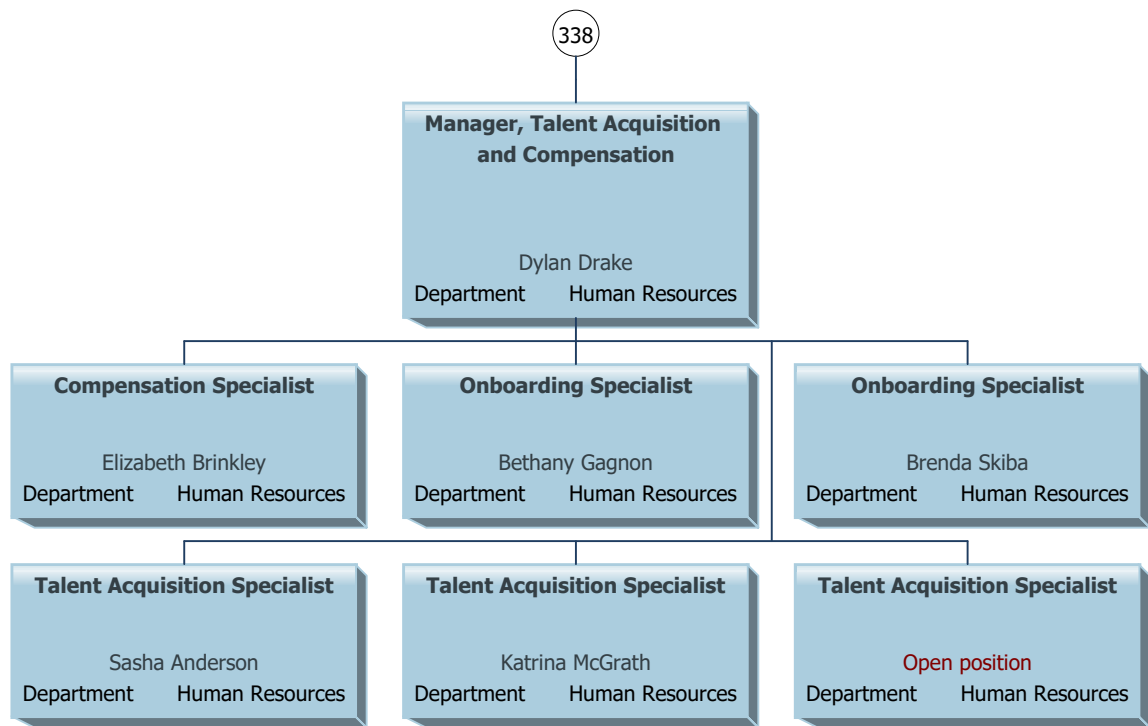 338
Manager, Talent Acquisition
and Compensation
Dylan Drake
Department Human Resources
Compensation Specialist
Elizabeth Brinkley
Department Human Resources
Onboarding Specialist
Bethany Gagnon
Department Human Resources
Onboarding Specialist
Brenda Skiba
Department Human Resources
Talent Acquisition Specialist
Sasha Anderson
Department Human Resources
Talent Acquisition Specialist
Katrina McGrath
Department Human Resources
Talent Acquisition Specialist
Open position
Department Human Resources